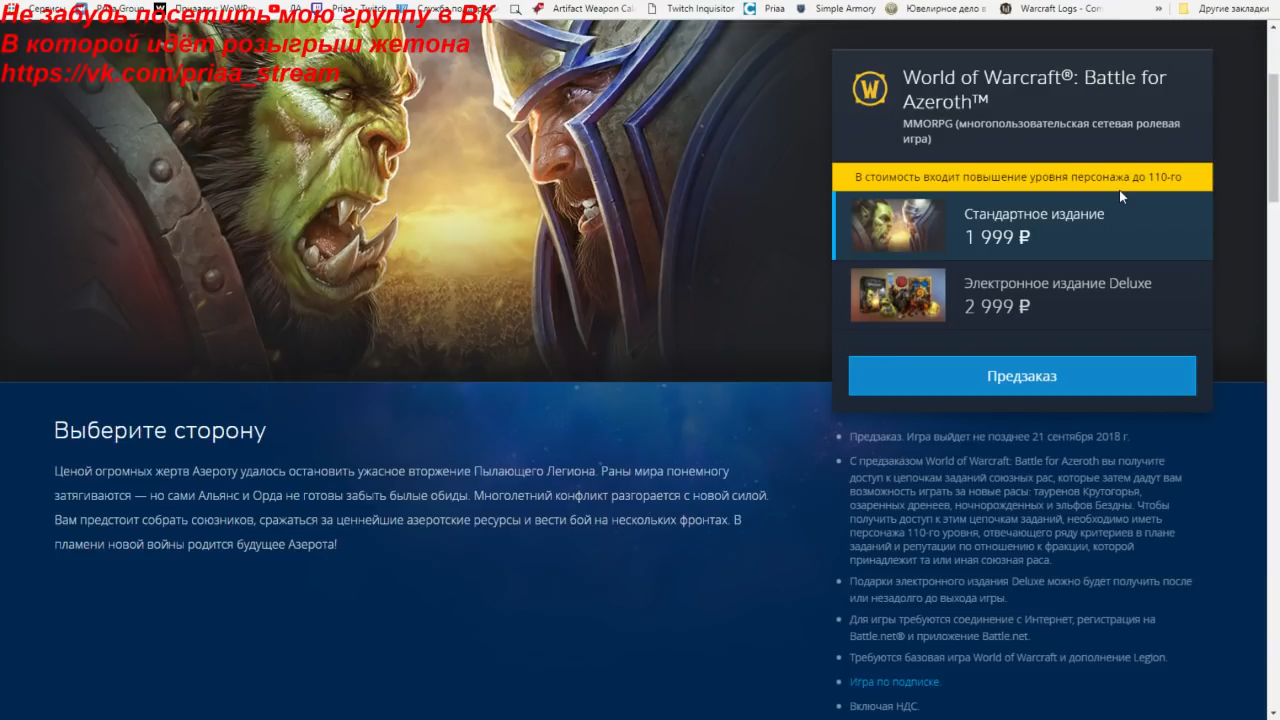 Не забудь посетить мою группу в ВК
В которой идёт розыгрыш жетона
https://vk.com/priaa_stream
Artifact Weapon Cal
Twitch Inquisitor
Priaa
Simple Armory
Ювелирное дело в
Warcraft Logs - Com
»
Другие закладки
World of Warcraft®: Battle for
Azeroth™
MMORPG (многопользовательская сетевая ролевая
игра)
В стоимость входит повышение уровня персонажа до 110-го
Стандартное издание
1 999 ₽
Электронное издание Deluxe
2 999 ₽
Предзаказ
Выберите сторону
Ценой огромных жертв Азероту удалось остановить ужасное вторжение Пылающего Легиона. Раны мира понемногу
затягиваются — но сами Альянс и Орда не готовы забыть былые обиды. Многолетний конфликт разгорается с новой силой.
Вам предстоит собрать союзников, сражаться за ценнейшие азеротские ресурсы и вести бой на нескольких фронтах. В
пламени новой войны родится будущее Азерота!
Предзаказ. Игра выйдет не позднее 21 сентября 2018 г.
С предзаказом World of Warcraft: Battle for Azeroth вы получите
доступ к цепочкам заданий союзных рас, которые затем дадут вам
возможность играть за новые расы: тауренов Крутогорья,
озаренных дренеев, ночнорожденных и эльфов Бездны. Чтобы
получить доступ к этим цепочкам заданий, необходимо иметь
персонажа 110-го уровня, отвечающего ряду критериев в плане
заданий и репутации по отношению к фракции, которой
принадлежит та или иная союзная раса.
Подарки электронного издания Deluxe можно будет получить после
или незадолго до выхода игры.
Для игры требуются соединение с Интернет, регистрация на
Battle.net® и приложение Battle.net.
Требуются базовая игра World of Warcraft и дополнение Legion.
Игра по подписке.
Включая НДС.